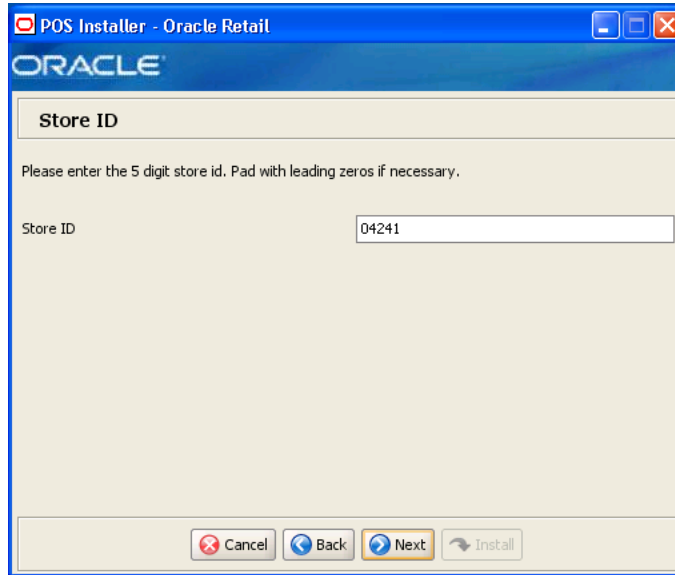 POS Installer - Oracle Retail
ORACLE
Store ID
Please enter the 5 digit store id. Pad with leading zeros if necessary.
Store ID 04241
Cancel Back Next Install